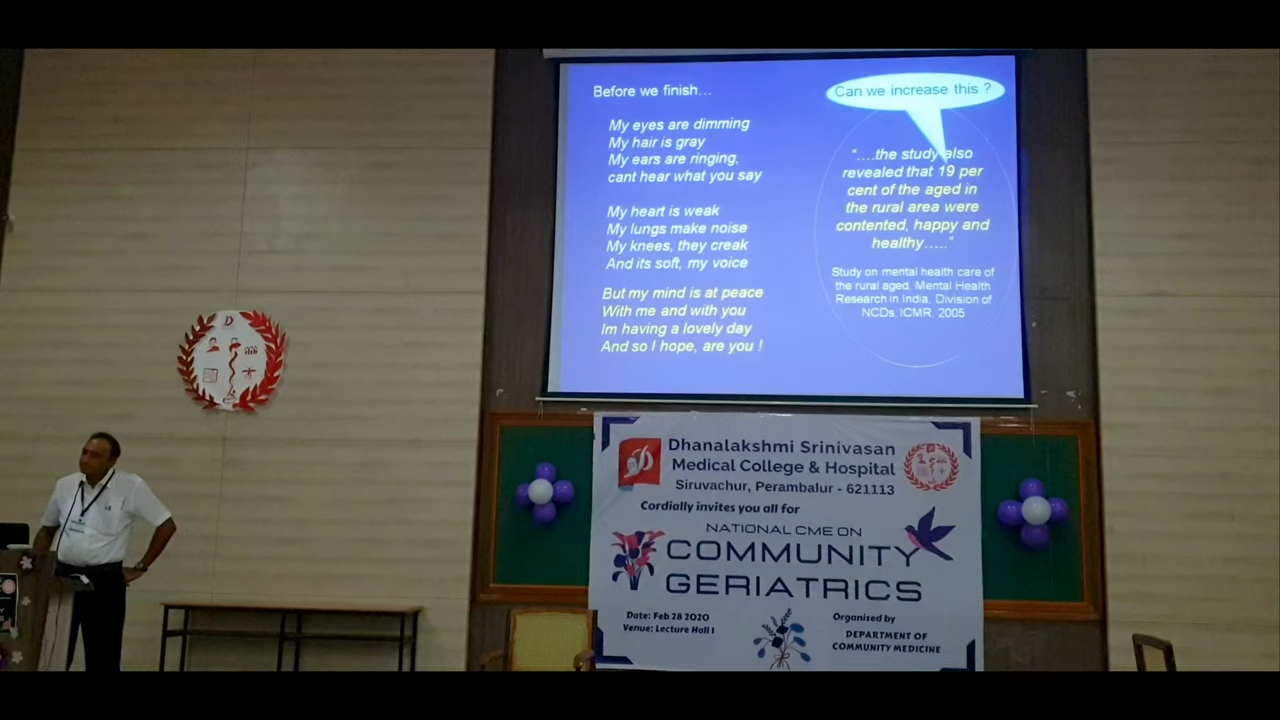 Before we finish…
My eyes are dimming
My hair is gray
My ears are ringing,
cant hear what you say
My heart is weak
My lungs make noise
My knees, they creak
And its soft, my voice
But my mind is at peace
With me and with you
Im having a lovely day
And so I hope, are you !
Can we increase this ?
“….the study also
revealed that 19 per
cent of the aged in
the rural area were
contented, happy and
healthy…..”
Study on mental health care of
the rural aged, Mental Health
Research in India, Division of
NCDs, ICMR, 2005
D
Dhanalakshmi Srinivasan
Medical College & Hospital
Siruvachur, Perambalur - 621113
Cordially invites you all for
NATIONAL CME ON
COMMUNITY
GERIATRICS
Date: Feb 28 2020
Venue: Lecture Hall 1
Organised by
DEPARTMENT OF
COMMUNITY MEDICINE